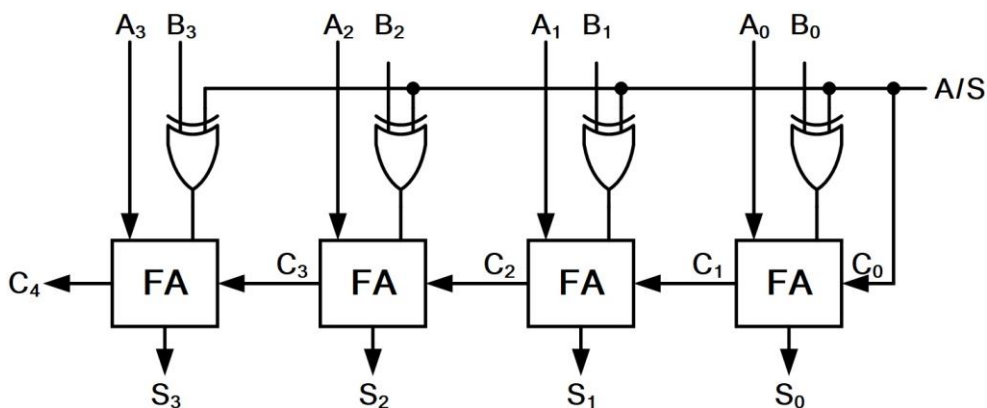 A₃ B₃ A₂ B₂ A₁ B₁ A₀ B₀
A/S
C₄ FA C₃ FA C₂ FA C₁ FA C₀
S₃ S₂ S₁ S₀